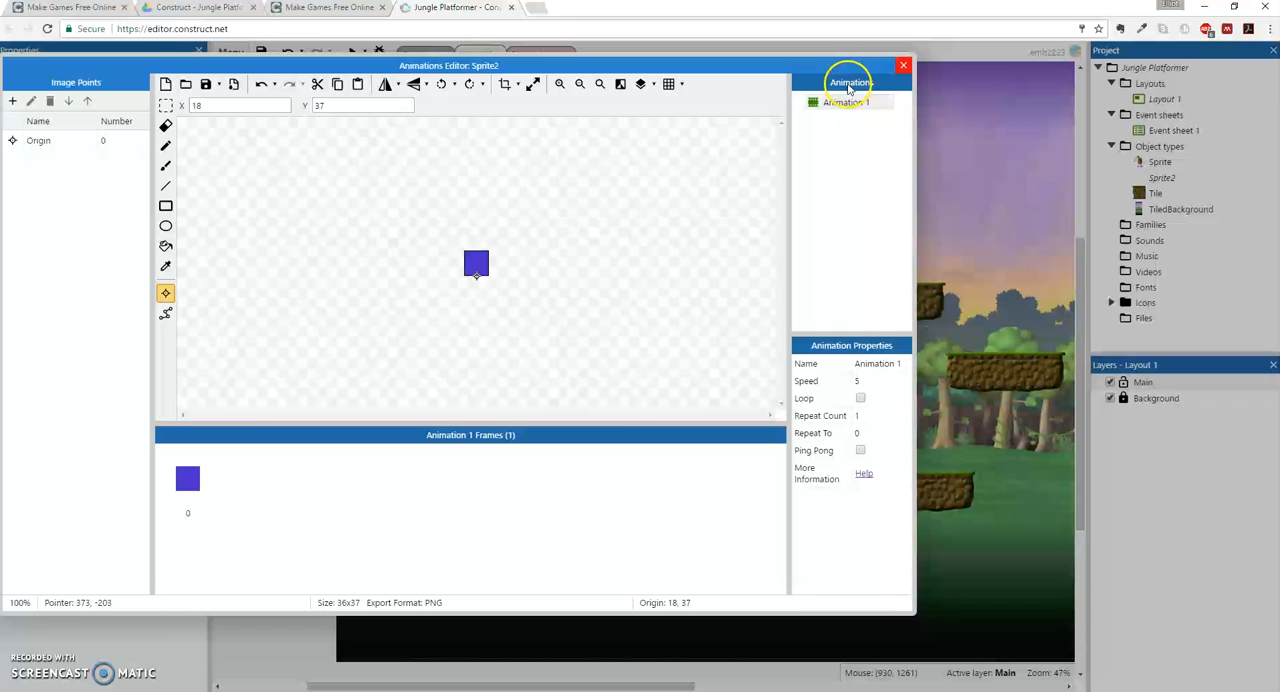 Make Games Free Online
Construct - Jungle Platf
Make Games Free Online
Jungle Platformer - Con
Elliot
Secure
https://editor.construct.net
Properties
Menu
Project
Animations Editor: Sprite2
Image Points
Animations
Jungle Platformer
Layouts
Layout 1
Event sheets
Event sheet 1
Object types
Sprite
Sprite2
Tile
TiledBackground
Families
Sounds
Music
Videos
Fonts
Icons
Files
X 18
Y 37
Animation 1
Name Number
Origin 0
Animation Properties
Name Animation 1
Speed 5
Loop
Repeat Count 1
Repeat To 0
Ping Pong
More Information Help
Layers - Layout 1
Main
Background
Animation 1 Frames (1)
0
100% Pointer: 373, -203
Size: 36x37 Export Format: PNG
Origin: 18, 37
RECORDED WITH
SCREENCAST MATIC
Mouse: (930, 1261) Active layer: Main Zoom: 47%